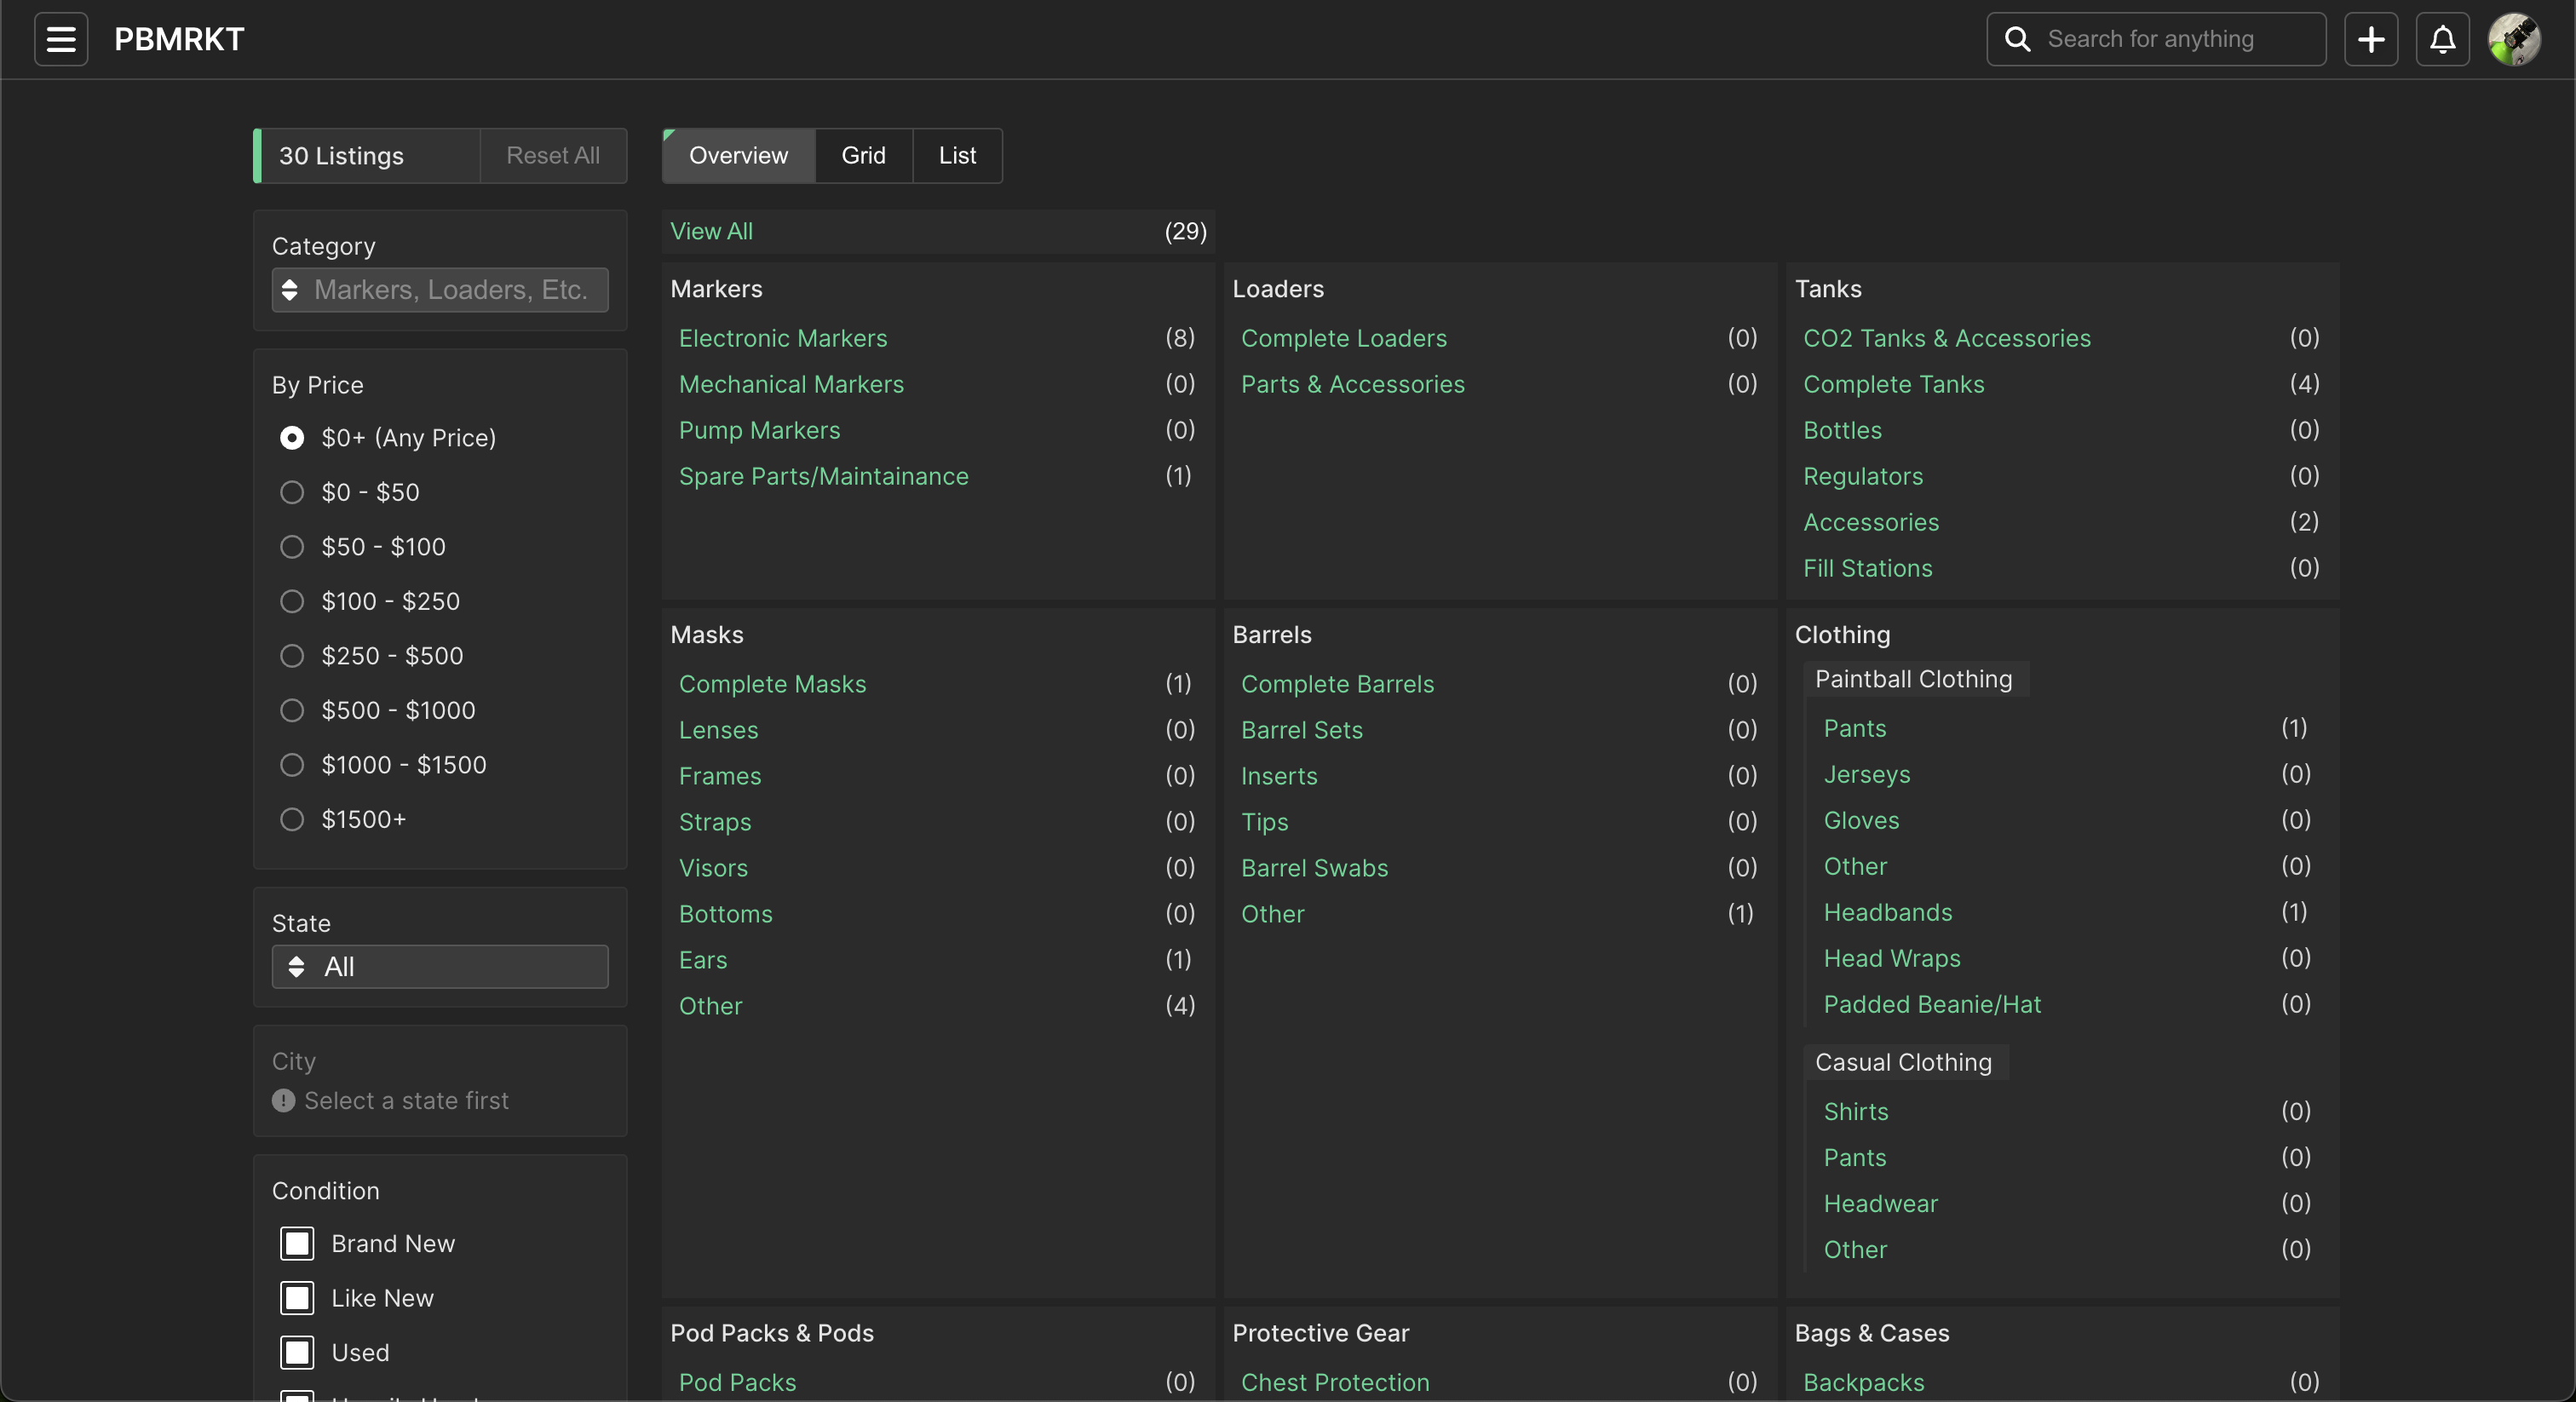 PBMRKT
Search for anything
30 Listings
Reset All
Overview
Grid
List
Category
Markers, Loaders, Etc.
By Price
$0+ (Any Price)
$0 - $50
$50 - $100
$100 - $250
$250 - $500
$500 - $1000
$1000 - $1500
$1500+
State
All
City
Select a state first
Condition
Brand New
Like New
Used
View All (29)
Markers
Electronic Markers (8)
Mechanical Markers (0)
Pump Markers (0)
Spare Parts/Maintainance (1)
Loaders
Complete Loaders (0)
Parts & Accessories (0)
Tanks
CO2 Tanks & Accessories (0)
Complete Tanks (4)
Bottles (0)
Regulators (0)
Accessories (2)
Fill Stations (0)
Masks
Complete Masks (1)
Lenses (0)
Frames (0)
Straps (0)
Visors (0)
Bottoms (0)
Ears (1)
Other (4)
Barrels
Complete Barrels (0)
Barrel Sets (0)
Inserts (0)
Tips (0)
Barrel Swabs (0)
Other (1)
Clothing
Paintball Clothing
Pants (1)
Jerseys (0)
Gloves (0)
Other (0)
Headbands (1)
Head Wraps (0)
Padded Beanie/Hat (0)
Casual Clothing
Shirts (0)
Pants (0)
Headwear (0)
Other (0)
Pod Packs & Pods
Pod Packs (0)
Protective Gear
Chest Protection (0)
Bags & Cases
Backpacks (0)